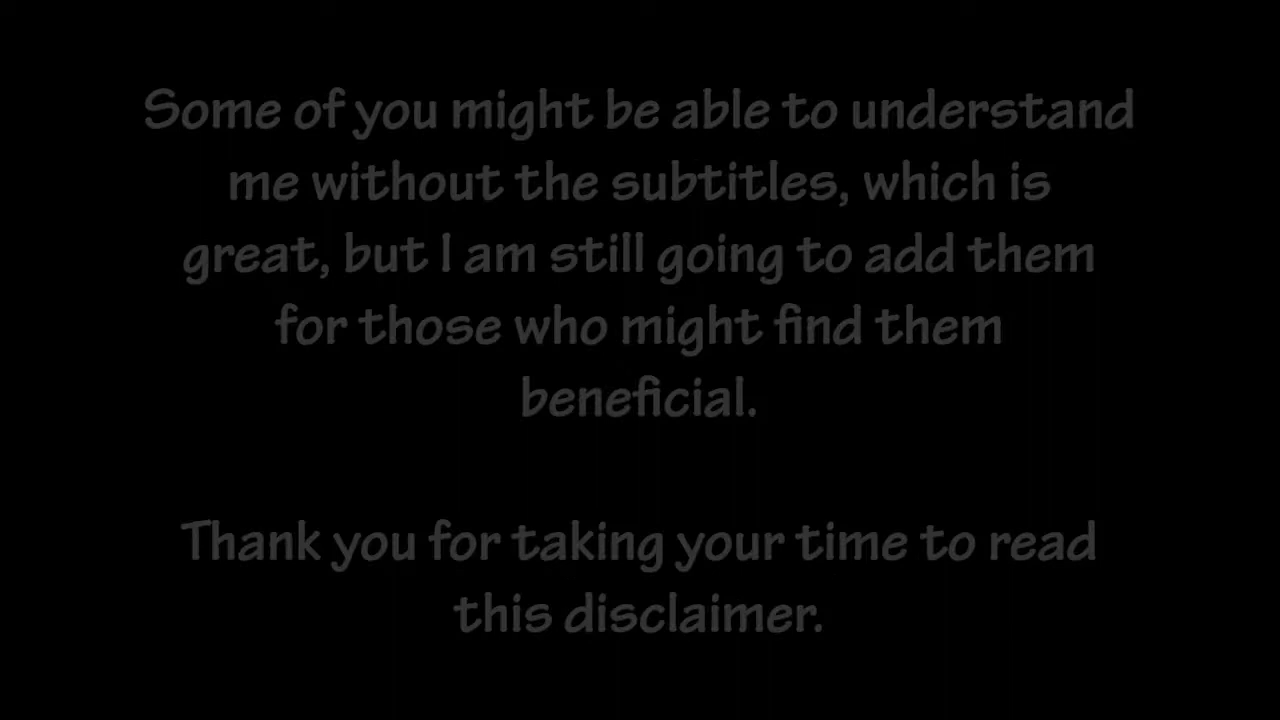 Some of you might be able to understand
me without the subtitles, which is
great, but I am still going to add them
for those who might find them
beneficial.
Thank you for taking your time to read
this disclaimer.